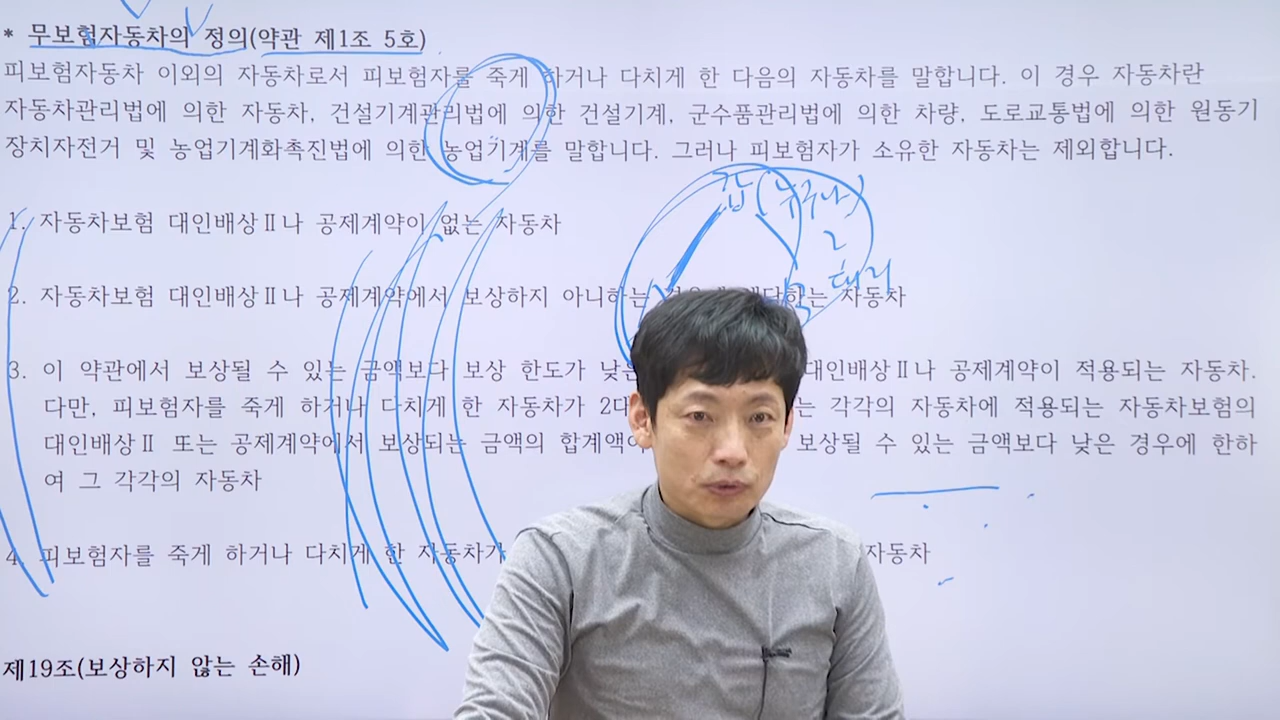 * 무보험자동차의 정의(약관 제1조 5호)
피보험자동차 이외의 자동차로서 피보험자를 죽게 하거나 다치게 한 다음의 자동차를 말합니다. 이 경우 자동차란
자동차관리법에 의한 자동차, 건설기계관리법에 의한 건설기계, 군수품관리법에 의한 차량, 도로교통법에 의한 원동기
장치자전거 및 농업기계화촉진법에 의한 농업기계를 말합니다. 그러나 피보험자가 소유한 자동차는 제외합니다.
갑 (누구나)
1. 자동차보험 대인배상Ⅱ나 공제계약이 없는 자동차
2
대리
2. 자동차보험 대인배상Ⅱ나 공제계약에서 보상하지 아니하는 자동차
3. 이 약관에서 보상될 수 있는 금액보다 보상 한도가 낮은 대인배상Ⅱ나 공제계약이 적용되는 자동차.
다만, 피보험자를 죽게 하거나 다치게 한 자동차가 2대 는 각각의 자동차에 적용되는 자동차보험의
대인배상Ⅱ 또는 공제계약에서 보상되는 금액의 합계액이 보상될 수 있는 금액보다 낮은 경우에 한하
여 그 각각의 자동차
4. 피보험자를 죽게 하거나 다치게 한 자동차가 자동차
제19조(보상하지 않는 손해)